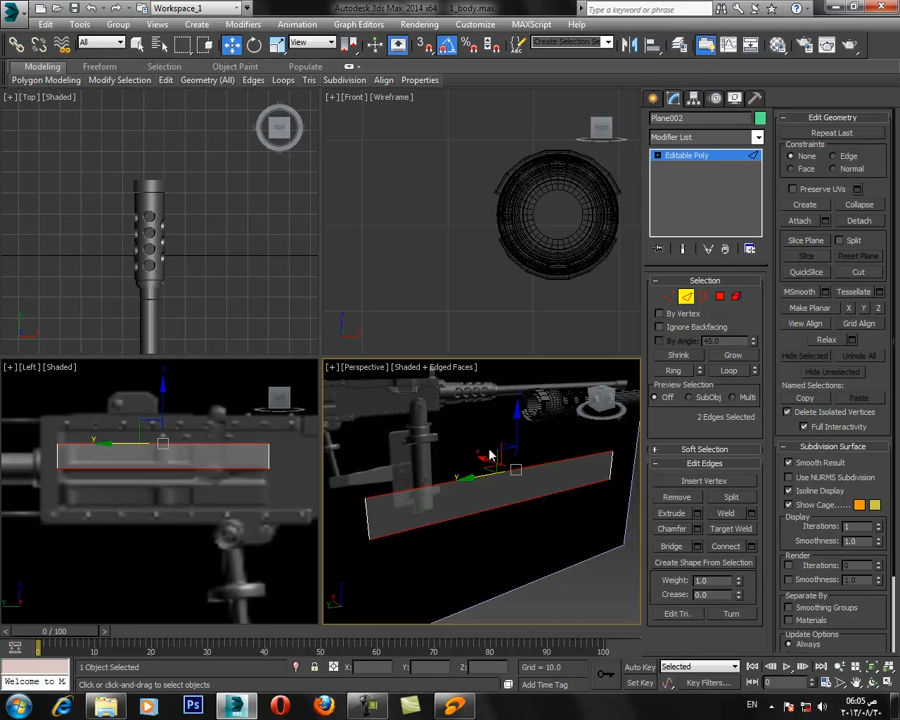 Workspace_1
Autodesk 3ds Max 2014 x64
1_body.max
Type a keyword or phrase
Edit Tools Group Views Create Modifiers Animation Graph Editors Rendering Customize MAXScript Help
All View Create Selection Se
Modeling Freeform Selection Object Paint Populate
Polygon Modeling Modify Selection Edit Geometry (All) Edges Loops Tris Subdivision Align Properties
[+] [Top] [Shaded]
[+] [Front] [Wireframe]
[+] [Left] [Shaded]
[+] [Perspective] [Shaded + Edged Faces]
Plane002
Modifier List
Editable Poly
Selection
By Vertex
Ignore Backfacing
By Angle: 45.0
Shrink Grow
Ring Loop
Preview Selection
Off SubObj Multi
2 Edges Selected
Soft Selection
Edit Edges
Insert Vertex
Remove Split
Extrude Weld
Chamfer Target Weld
Bridge Connect
Create Shape From Selection
Weight: 1.0
Crease: 0.0
Edit Tri. Turn
Edit Geometry
Repeat Last
Constraints
None Edge
Face Normal
Preserve UVs
Create Collapse
Attach Detach
Slice Plane Split
Slice Reset Plane
QuickSlice Cut
MSmooth Tessellate
Make Planar X Y Z
View Align Grid Align
Relax
Hide Selected Unhide All
Hide Unselected
Named Selections:
Copy Paste
Delete Isolated Vertices
Full Interactivity
Subdivision Surface
Smooth Result
Use NURMS Subdivision
Isoline Display
Show Cage......
Display
Iterations: 1
Smoothness: 1.0
Render
Iterations: 0
Smoothness: 1.0
Separate By
Smoothing Groups
Materials
Update Options
Always
0 / 100
0 10 20 30 40 50 60 70 80 90 100
1 Object Selected X: Y: Z: Grid = 10.0 Auto Key Selected
Welcome to M Click or click-and-drag to select objects Add Time Tag Set Key Key Filters... 0
EN 06:05 م